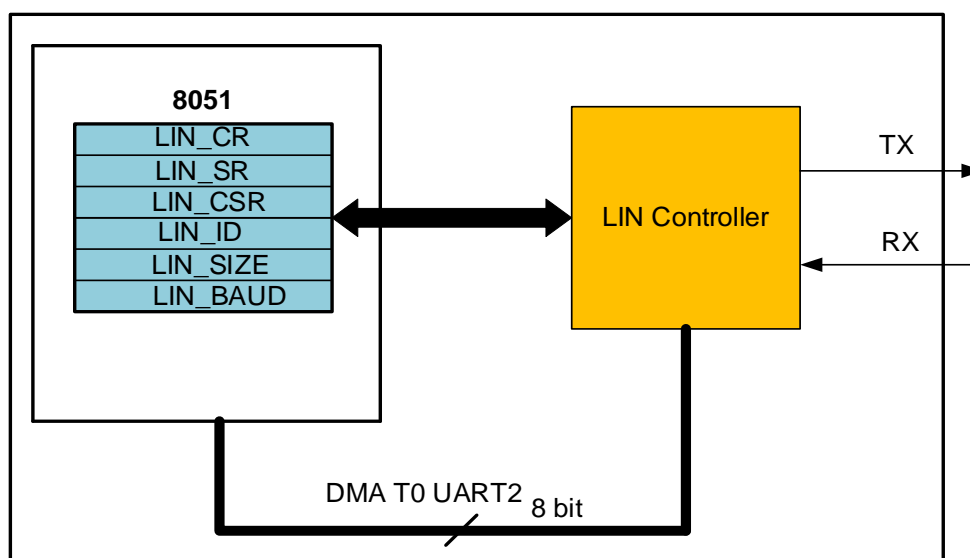 8051
LIN_CR
LIN_SR
LIN_CSR
LIN_ID
LIN_SIZE
LIN_BAUD
LIN Controller
TX
RX
DMA T0 UART2
8 bit